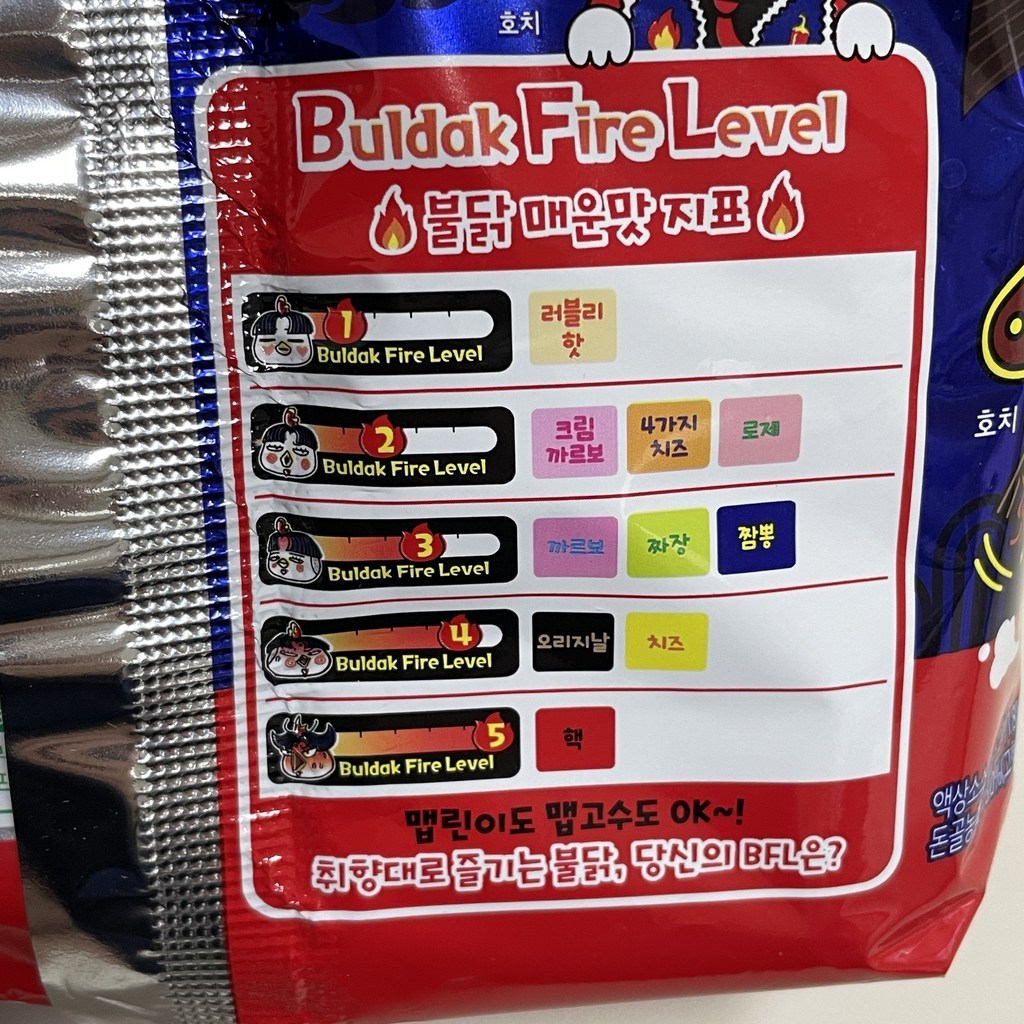 호치
Buldak Fire Level
불닭 매운맛 지표
1
Buldak Fire Level
러블리
핫
2
Buldak Fire Level
크림
까르보
4가지
치즈
로제
호치
3
Buldak Fire Level
까르보
짜장
짬뽕
4
Buldak Fire Level
오리지날
치즈
5
Buldak Fire Level
핵
맵린이도 맵고수도 OK~!
취향대로 즐기는 불닭, 당신의 BFL은?
액상소